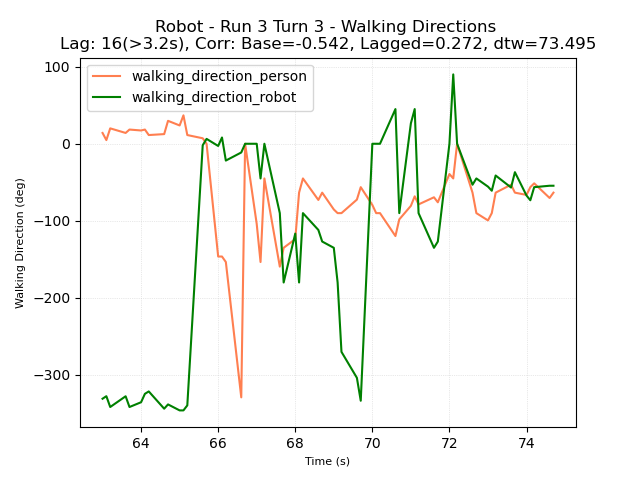 Robot - Run 3 Turn 3 - Walking Directions
Lag: 16(>3.2s), Corr: Base=-0.542, Lagged=0.272, dtw=73.495
walking_direction_person
walking_direction_robot
100
0
−100
−200
−300
Walking Direction (deg)
64
66
68
70
72
74
Time (s)